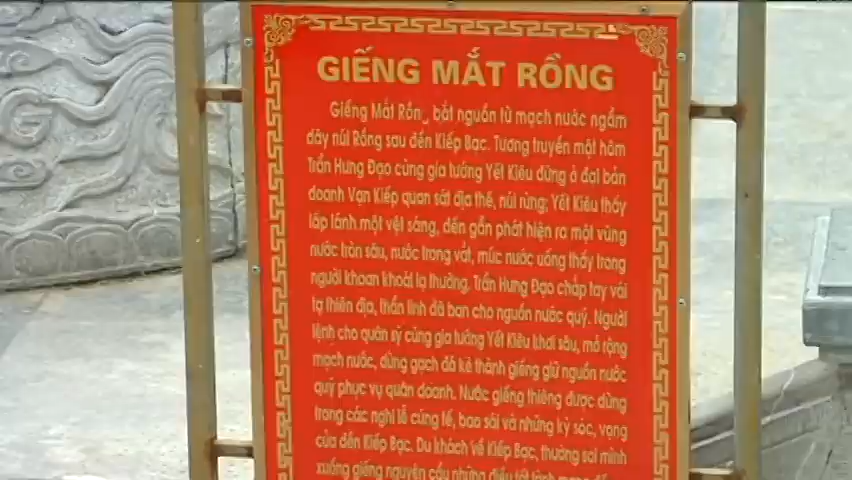 GIẾNG MẮT RỒNG
Giếng Mắt Rồng bắt nguồn từ mạch nước ngầm
đây núi Rồng sau đền Kiếp Bạc. Tương truyền một hôm
Trần Hưng Đạo cùng gia tướng Yết Kiêu đứng ở đại bản
doanh Vạn Kiếp quan sát địa thế, núi rừng; Yết Kiêu thấy
lấp lánh một vệt sáng, đến gần phát hiện ra một vũng
nước tròn sâu, nước trong vắt, múc nước uống thấy trong
người khoan khoái lạ thường. Trần Hưng Đạo chắp tay vái
tạ thiên địa, thần linh đã ban cho nguồn nước quý. Người
lệnh cho quân sỹ cùng gia tướng Yết Kiêu khơi sâu, mở rộng
mạch nước, dùng gạch đá kè thành giếng giữ nguồn nước
quý phục vụ quân doanh. Nước giếng thiêng được dùng
trong các nghi lễ cúng tế, bao sái và những kỳ sóc, vọng
của đền Kiếp Bạc. Du khách về Kiếp Bạc, thường soi mình
xuống giếng nguyện cầu những điều tốt lành